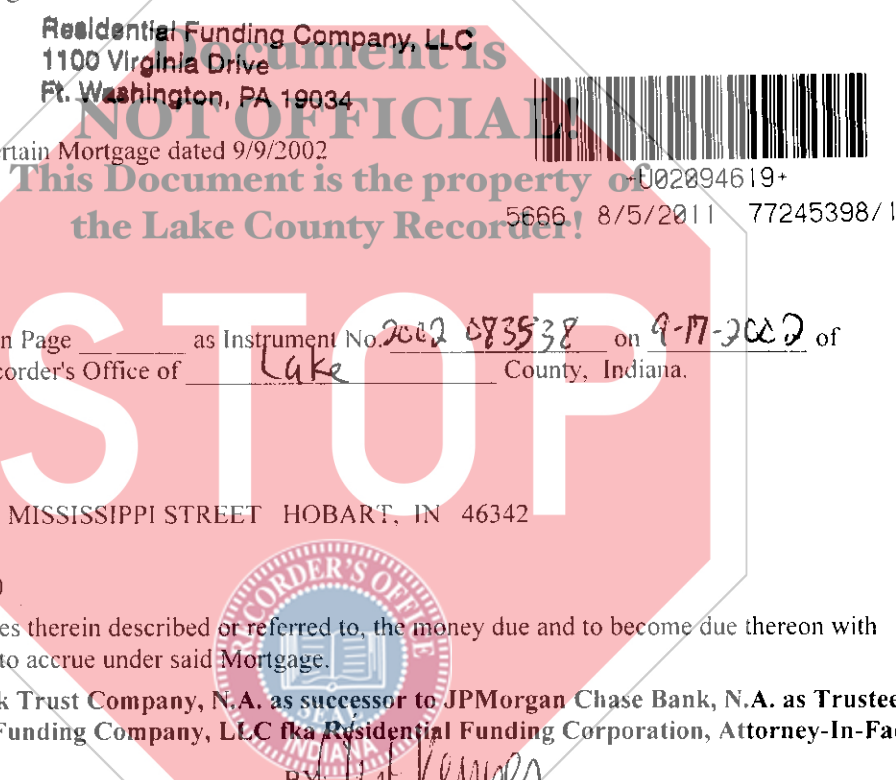 Residential Funding Company, LLC
Document is
1100 Virginia Drive
Ft. Washington, PA 19034
NOT OFFICIAL!
rtain Mortgage dated 9/9/2002
This Document is the property of
+U02094619+
the Lake County Recorder!
5666 8/5/2011 77245398/1
STOP
n Page ________ as Instrument No. 2002 083538 on 9-17-2002 of
corder's Office of Lake County, Indiana.
MISSISSIPPI STREET HOBART, IN 46342
RECORDER'S OFFICE
es therein described or referred to, the money due and to become due thereon with
to accrue under said Mortgage.
k Trust Company, N.A. as successor to JPMorgan Chase Bank, N.A. as Trustee
SEAL
Funding Company, LLC fka Residential Funding Corporation, Attorney-In-Fac
INDIANA
BY